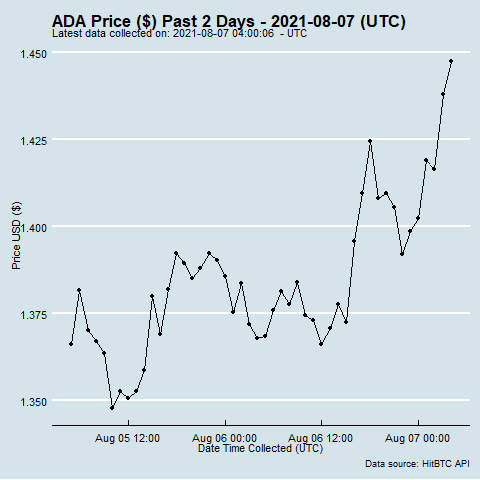 ADA Price ($) Past 2 Days - 2021-08-07 (UTC)
Latest data collected on: 2021-08-07 04:00:06  - UTC
1.450
1.425
1.400
1.375
1.350
Price USD ($)
Aug 05 12:00 Aug 06 00:00 Aug 06 12:00 Aug 07 00:00
Date Time Collected (UTC)
Data source: HitBTC API